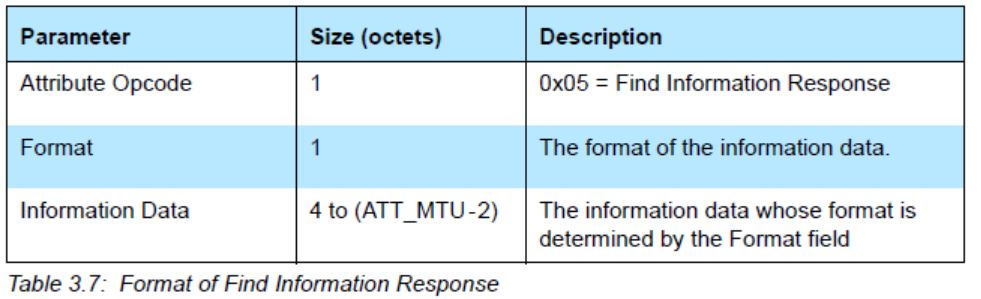 Parameter Size (octets) Description
Attribute Opcode 1 0x05 = Find Information Response
Format 1 The format of the information data.
Information Data 4 to (ATT_MTU-2) The information data whose format is
determined by the Format field
Table 3.7: Format of Find Information Response